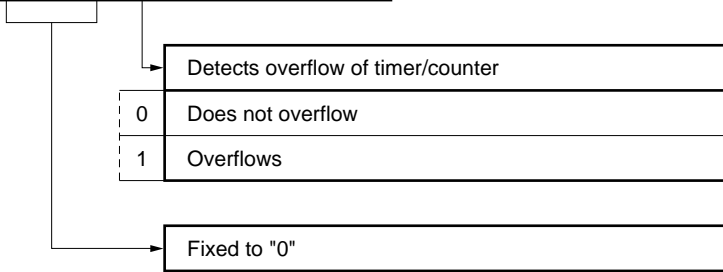 Detects overflow of timer/counter
0 Does not overflow
1 Overflows
Fixed to "0"